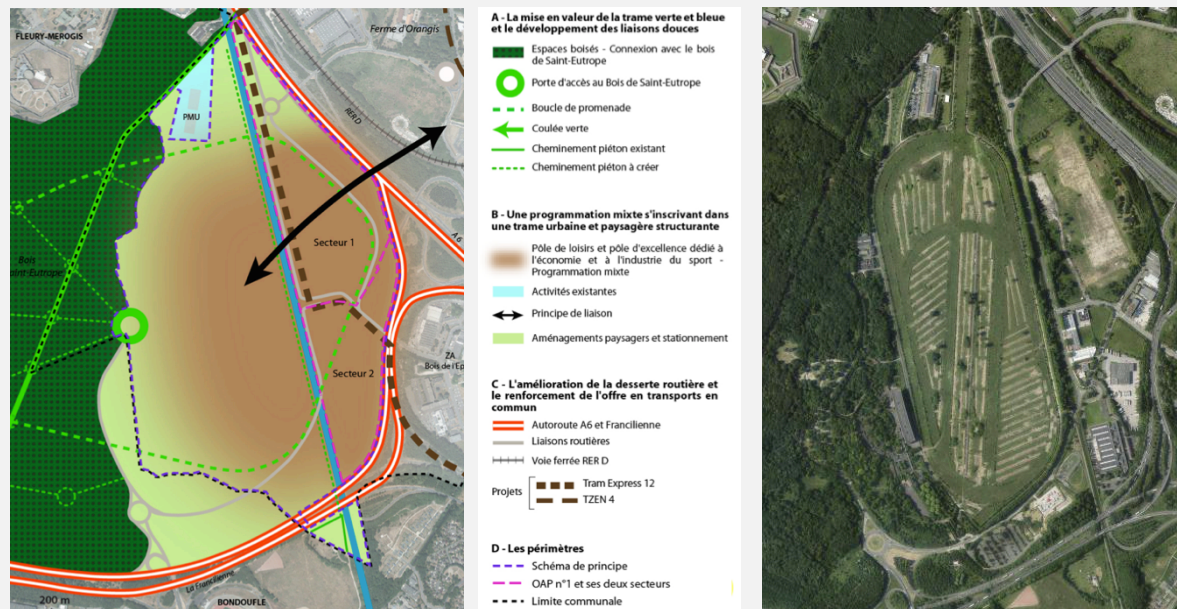 FLEURY-MEROGIS
Ferme d'Orangis
PMU
RER D
A6
Secteur 1
Bois
Saint-Eutrope
Secteur 2
ZA
Bois de l'Ep
La Francilienne
200 m
BONDOUFLE
A - La mise en valeur de la trame verte et bleue
et le développement des liaisons douces
Espaces boisés - Connexion avec le bois
de Saint-Eutrope
Porte d'accès au Bois de Saint-Eutrope
Boucle de promenade
Coulée verte
Cheminement piéton existant
Cheminement piéton à créer
B - Une programmation mixte s'inscrivant dans
une trame urbaine et paysagère structurante
Pôle de loisirs et pôle d'excellence dédié à
l'économie et à l'industrie du sport -
Programmation mixte
Activités existantes
Principe de liaison
Aménagements paysagers et stationnement
C - L'amélioration de la desserte routière et
le renforcement de l'offre en transports en
commun
Autoroute A6 et Francilienne
Liaisons routières
Voie ferrée RER D
Projets
Tram Express 12
TZEN 4
D - Les périmètres
Schéma de principe
OAP n°1 et ses deux secteurs
Limite communale